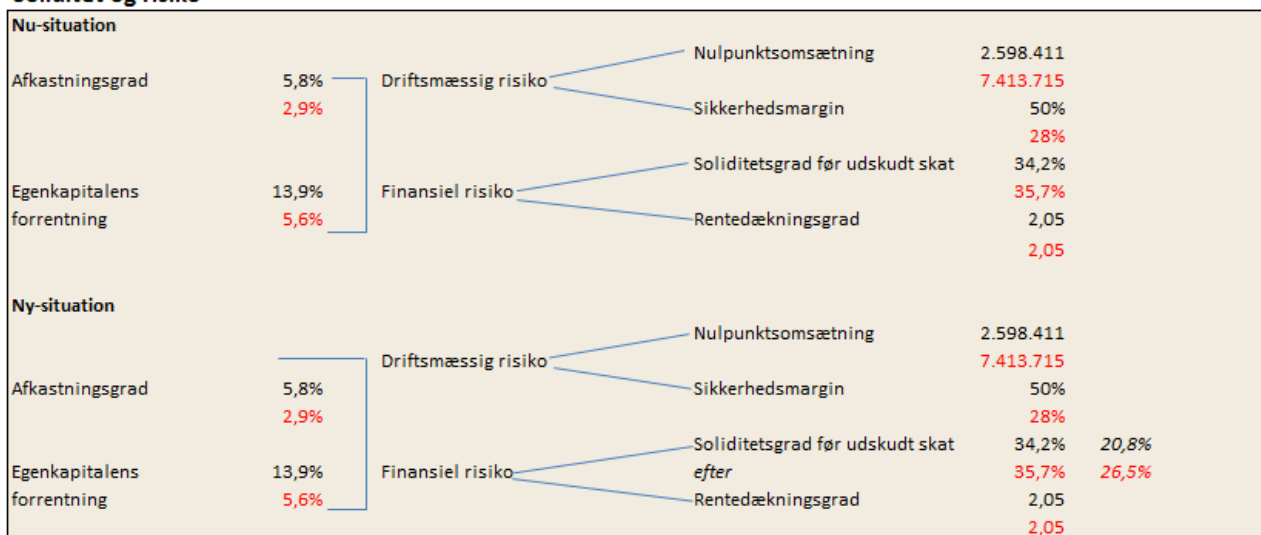 Nu-situation
Nulpunktsomsætning 2.598.411
Afkastningsgrad 5,8% Driftsmæssig risiko 7.413.715
2,9% Sikkerhedsmargin 50%
28%
Soliditetsgrad før udskudt skat 34,2%
Egenkapitalens 13,9% Finansiel risiko 35,7%
forrentning 5,6% Rentedækningsgrad 2,05
2,05
Ny-situation
Nulpunktsomsætning 2.598.411
Driftsmæssig risiko 7.413.715
Afkastningsgrad 5,8% Sikkerhedsmargin 50%
2,9% 28%
Soliditetsgrad før udskudt skat 34,2% 20,8%
Egenkapitalens 13,9% Finansiel risiko efter 35,7% 26,5%
forrentning 5,6% Rentedækningsgrad 2,05
2,05